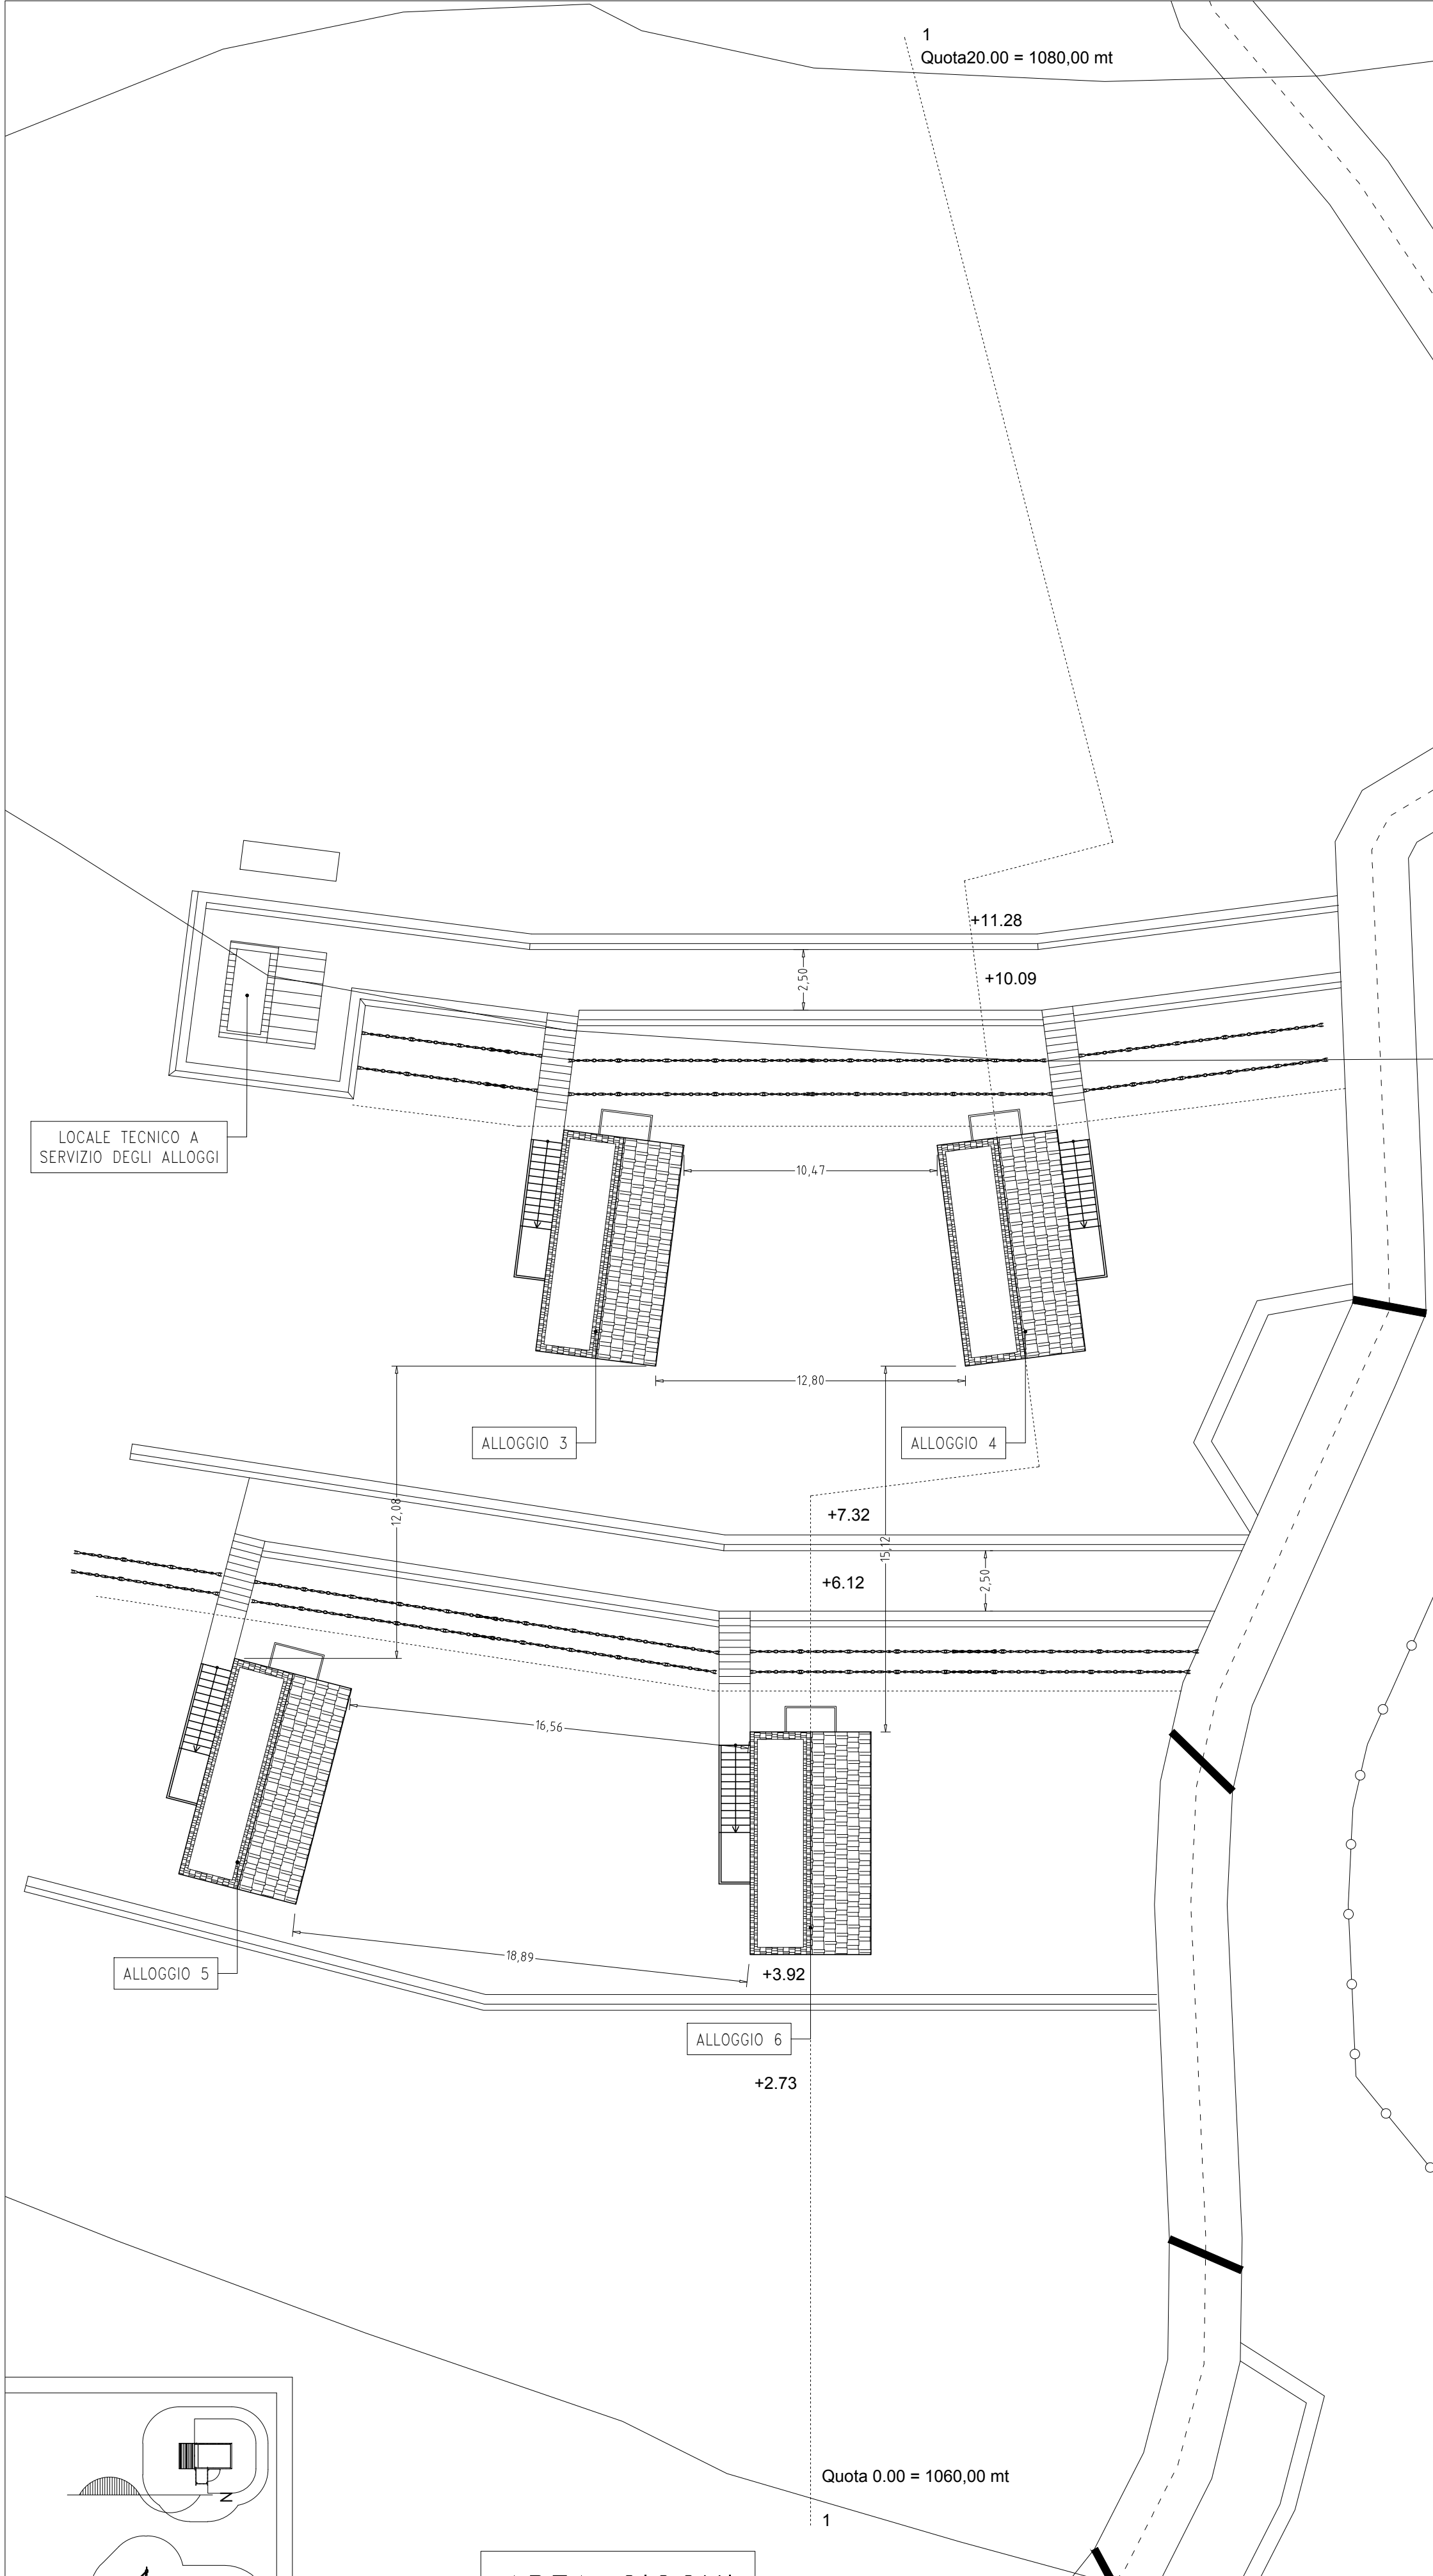 1
Quota20.00 = 1080,00 mt
+11.28
2,50
+10.09
LOCALE TECNICO A
SERVIZIO DEGLI ALLOGGI
10,47
12,80
ALLOGGIO 3
ALLOGGIO 4
12,08
+7.32
15,12
+6.12
2,50
16,56
18,89
+3.92
ALLOGGIO 5
ALLOGGIO 6
+2.73
Quota 0.00 = 1060,00 mt
N
1